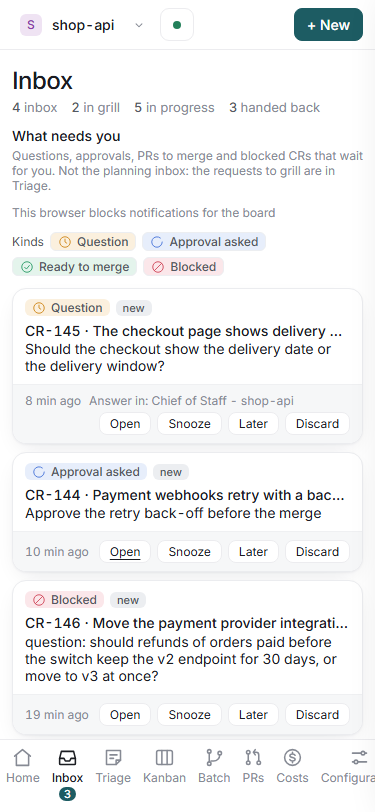 S shop-api + New
Inbox
4 inbox 2 in grill 5 in progress 3 handed back
What needs you
Questions, approvals, PRs to merge and blocked CRs that wait
for you. Not the planning inbox: the requests to grill are in
Triage.
This browser blocks notifications for the board
Kinds Question Approval asked
Ready to merge Blocked
Question new
CR-145 · The checkout page shows delivery ...
Should the checkout show the delivery date or
the delivery window?
8 min ago Answer in: Chief of Staff - shop-api
Open Snooze Later Discard
Approval asked new
CR-144 · Payment webhooks retry with a bac...
Approve the retry back-off before the merge
10 min ago Open Snooze Later Discard
Blocked new
CR-146 · Move the payment provider integrati...
question: should refunds of orders paid before
the switch keep the v2 endpoint for 30 days, or
move to v3 at once?
19 min ago Open Snooze Later Discard
Home Inbox Triage Kanban Batch PRs Costs Configura
3